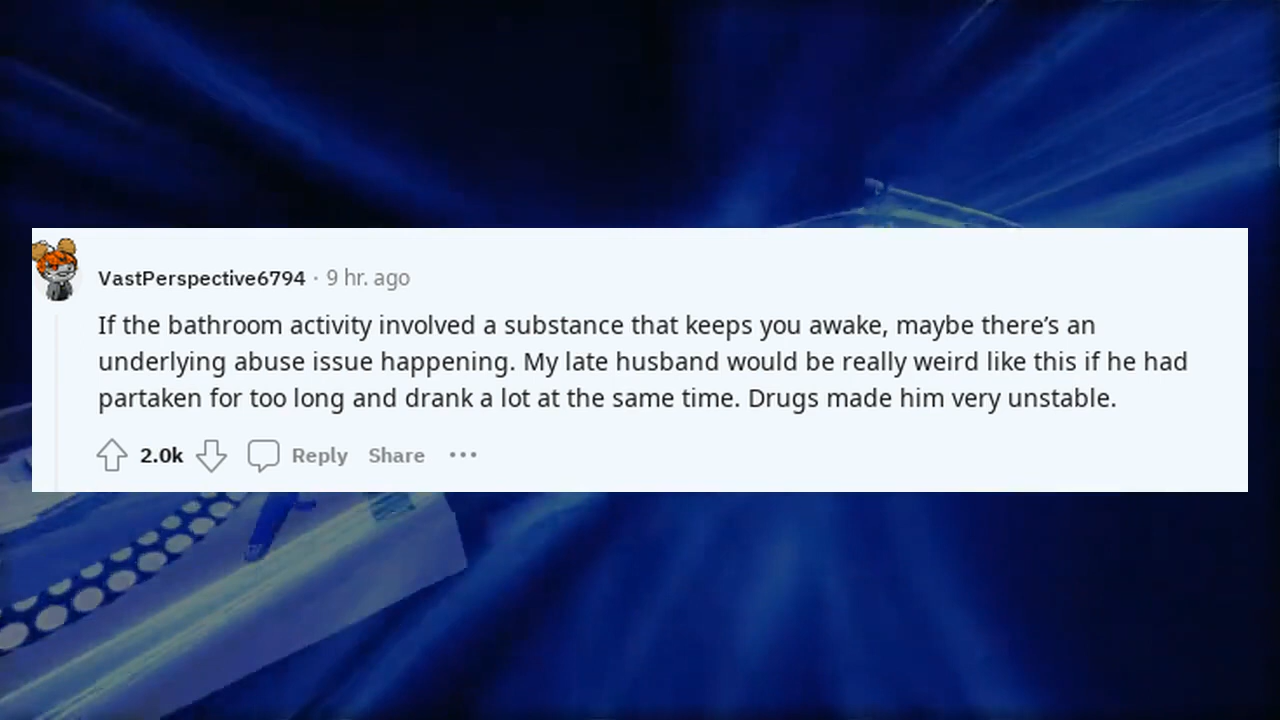 VastPerspective6794 · 9 hr. ago
If the bathroom activity involved a substance that keeps you awake, maybe there’s an
underlying abuse issue happening. My late husband would be really weird like this if he had
partaken for too long and drank a lot at the same time. Drugs made him very unstable.
2.0k Reply Share •••